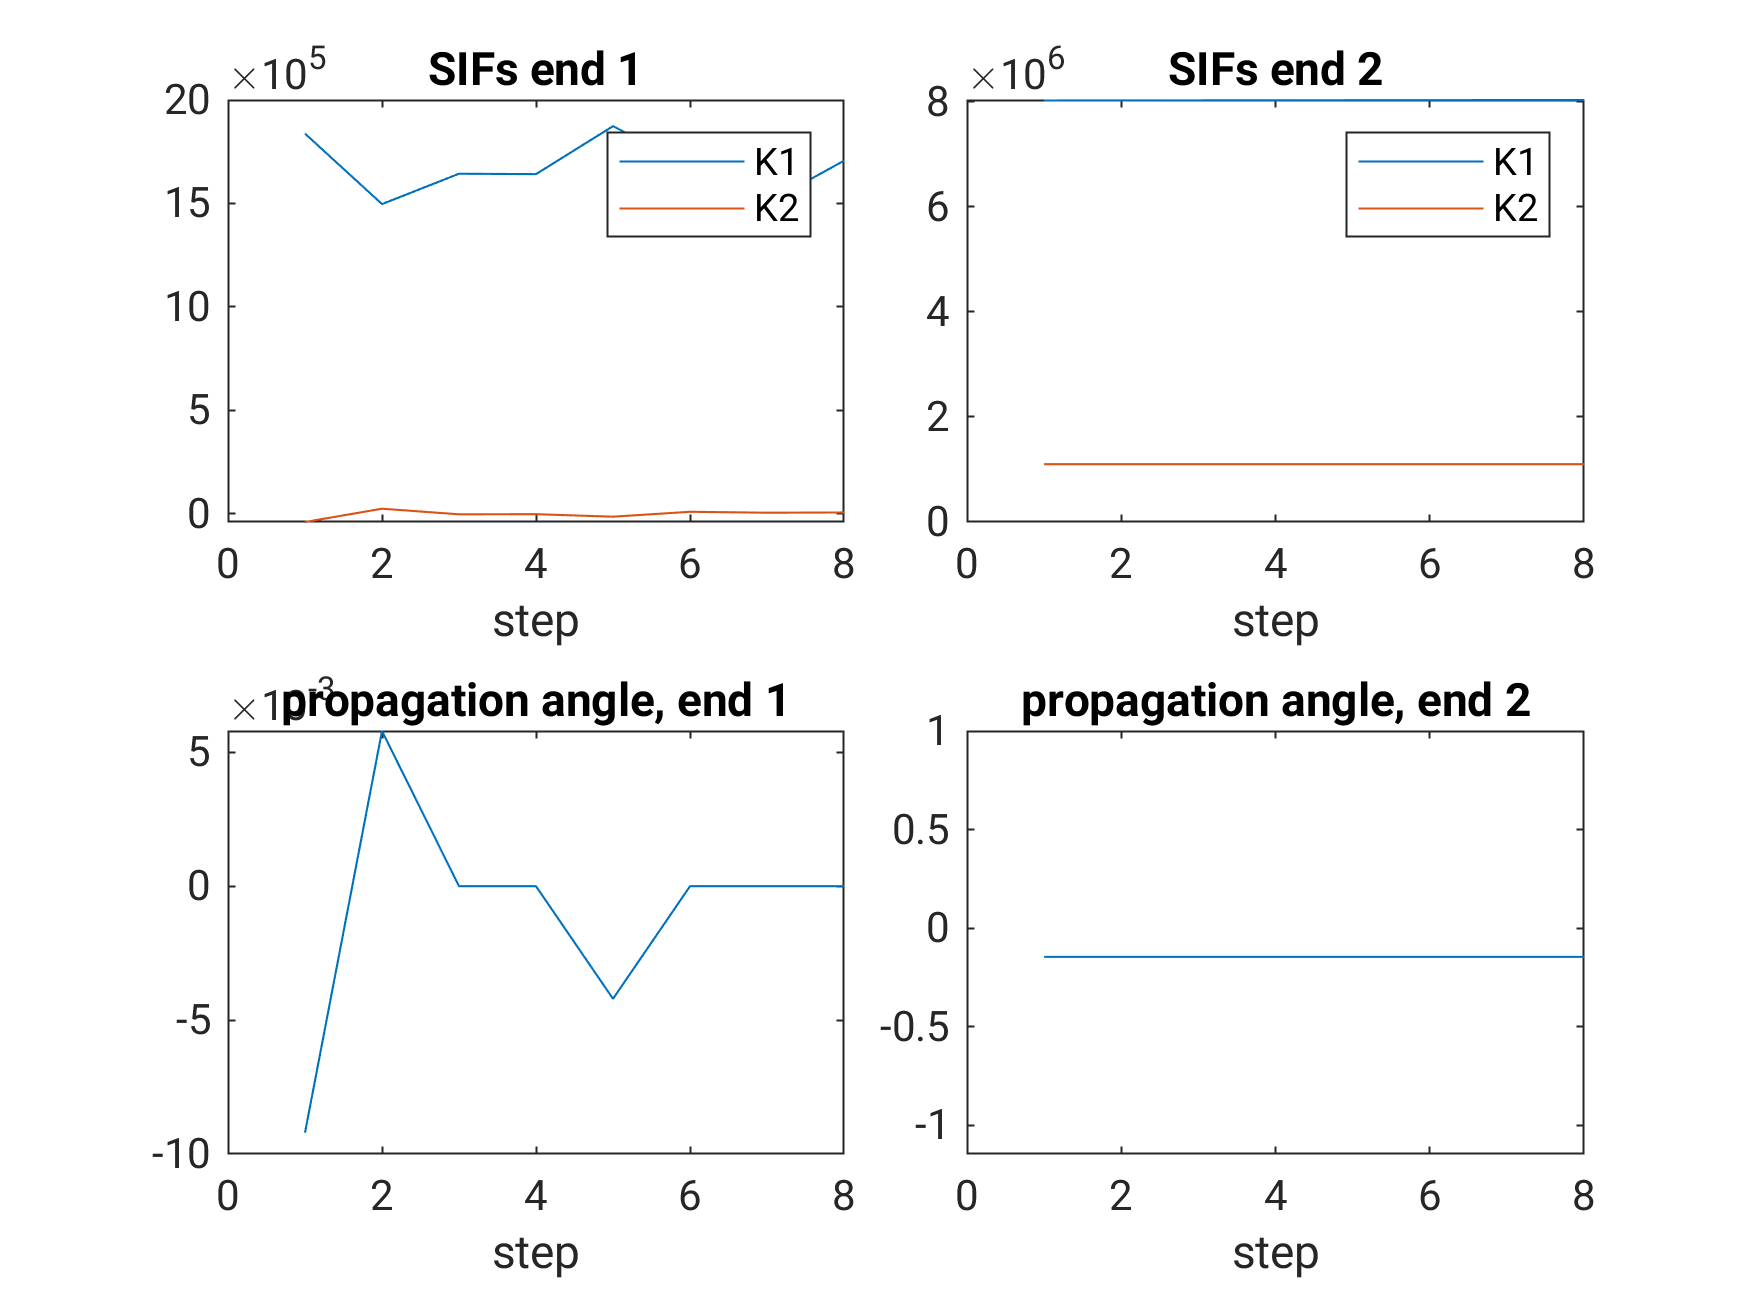 ×10^5 SIFs end 1
20
15
10
5
0
K1
K2
0 2 4 6 8
step
×10^6 SIFs end 2
8
6
4
2
0
K1
K2
0 2 4 6 8
step
×10^-3 propagation angle, end 1
5
0
-5
-10
0 2 4 6 8
step
propagation angle, end 2
1
0.5
0
-0.5
-1
0 2 4 6 8
step